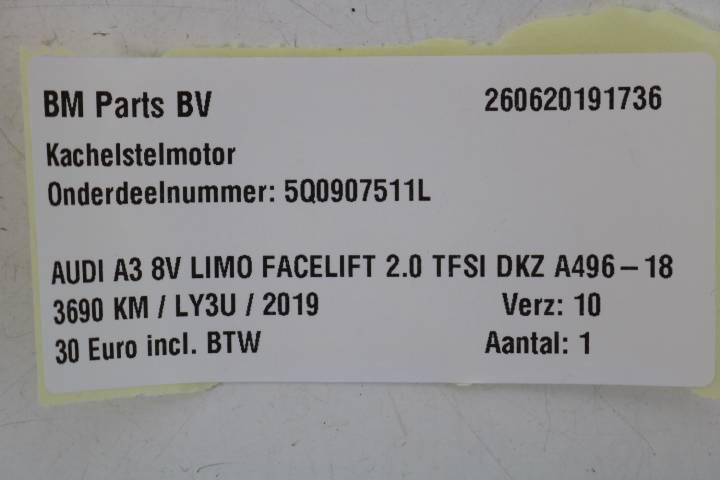 BM Parts BV 260620191736
Kachelstelmotor
Onderdeelnummer: 5Q0907511L
AUDI A3 8V LIMO FACELIFT 2.0 TFSI DKZ A496-18
3690 KM / LY3U / 2019 Verz: 10
30 Euro incl. BTW Aantal: 1